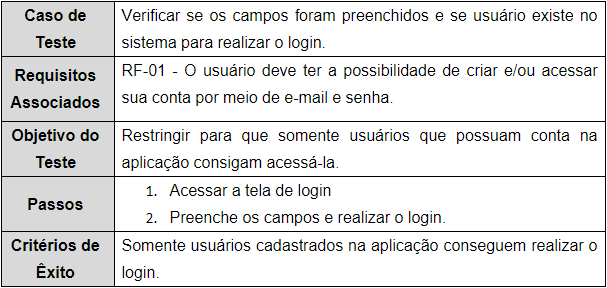 Caso de Teste
Verificar se os campos foram preenchidos e se usuário existe no
sistema para realizar o login.
Requisitos Associados
RF-01 - O usuário deve ter a possibilidade de criar e/ou acessar
sua conta por meio de e-mail e senha.
Objetivo do Teste
Restringir para que somente usuários que possuam conta na
aplicação consigam acessá-la.
Passos
1. Acessar a tela de login
2. Preenche os campos e realizar o login.
Critérios de Êxito
Somente usuários cadastrados na aplicação conseguem realizar o
login.